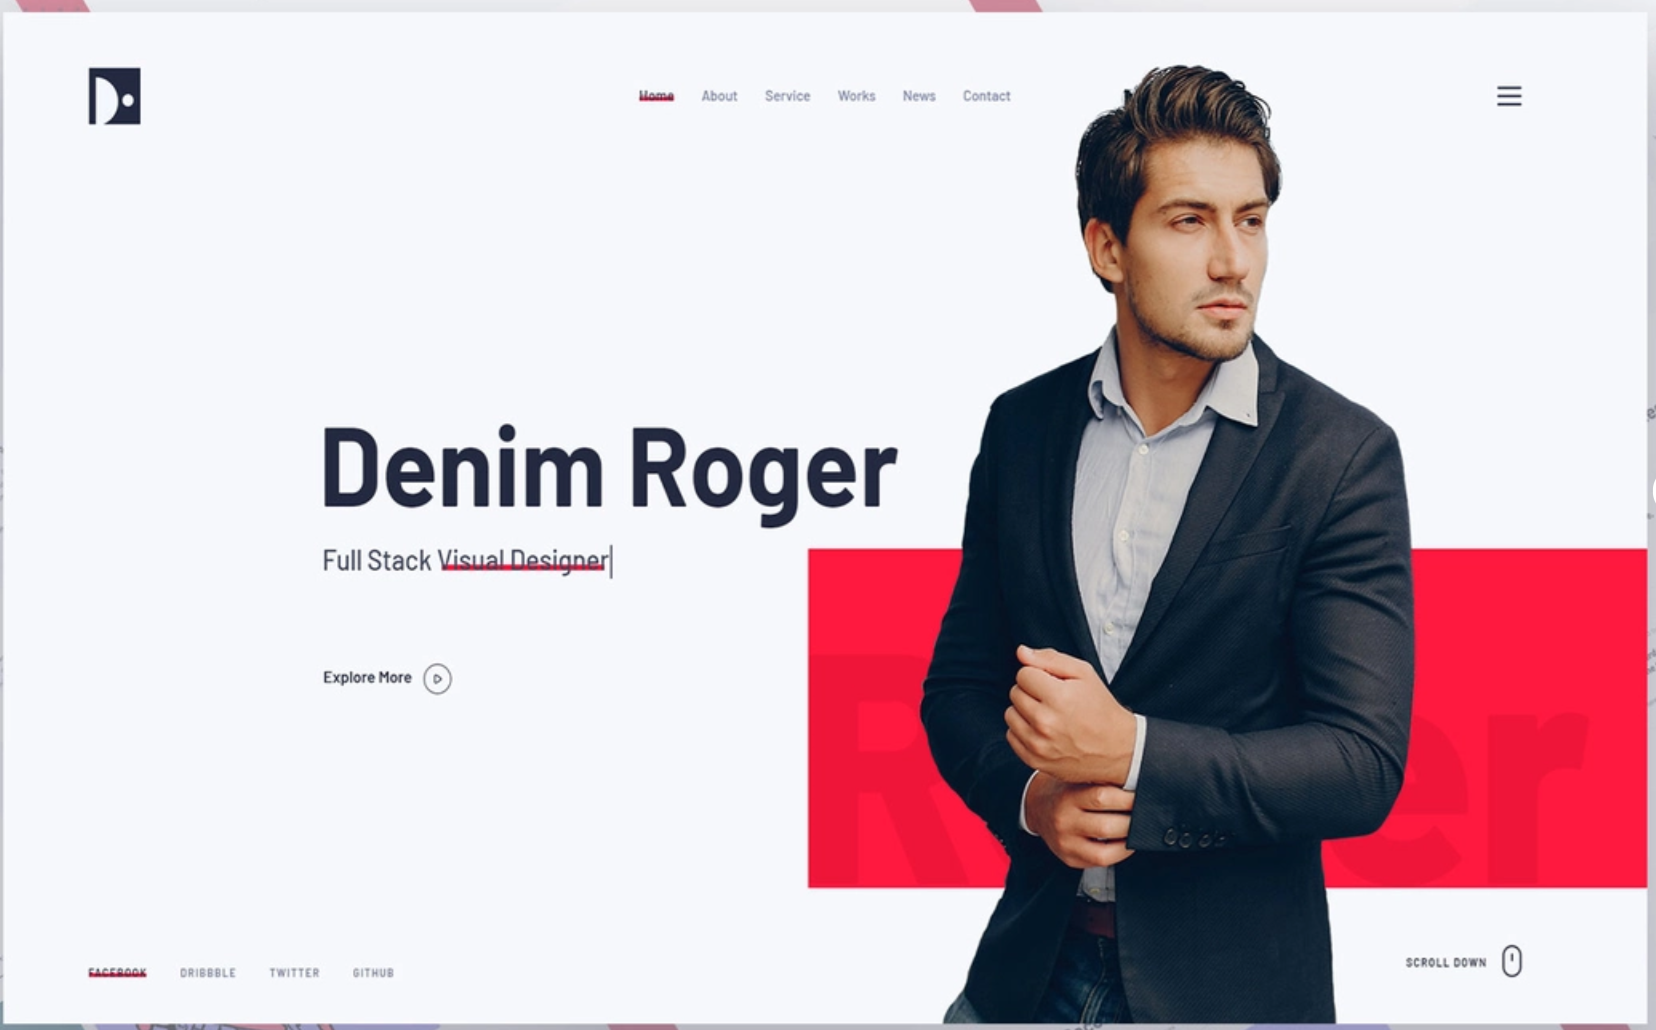 Home About Service Works News Contact
Denim Roger
Full Stack Visual Designer
Explore More
FACEBOOK DRIBBBLE TWITTER GITHUB
SCROLL DOWN